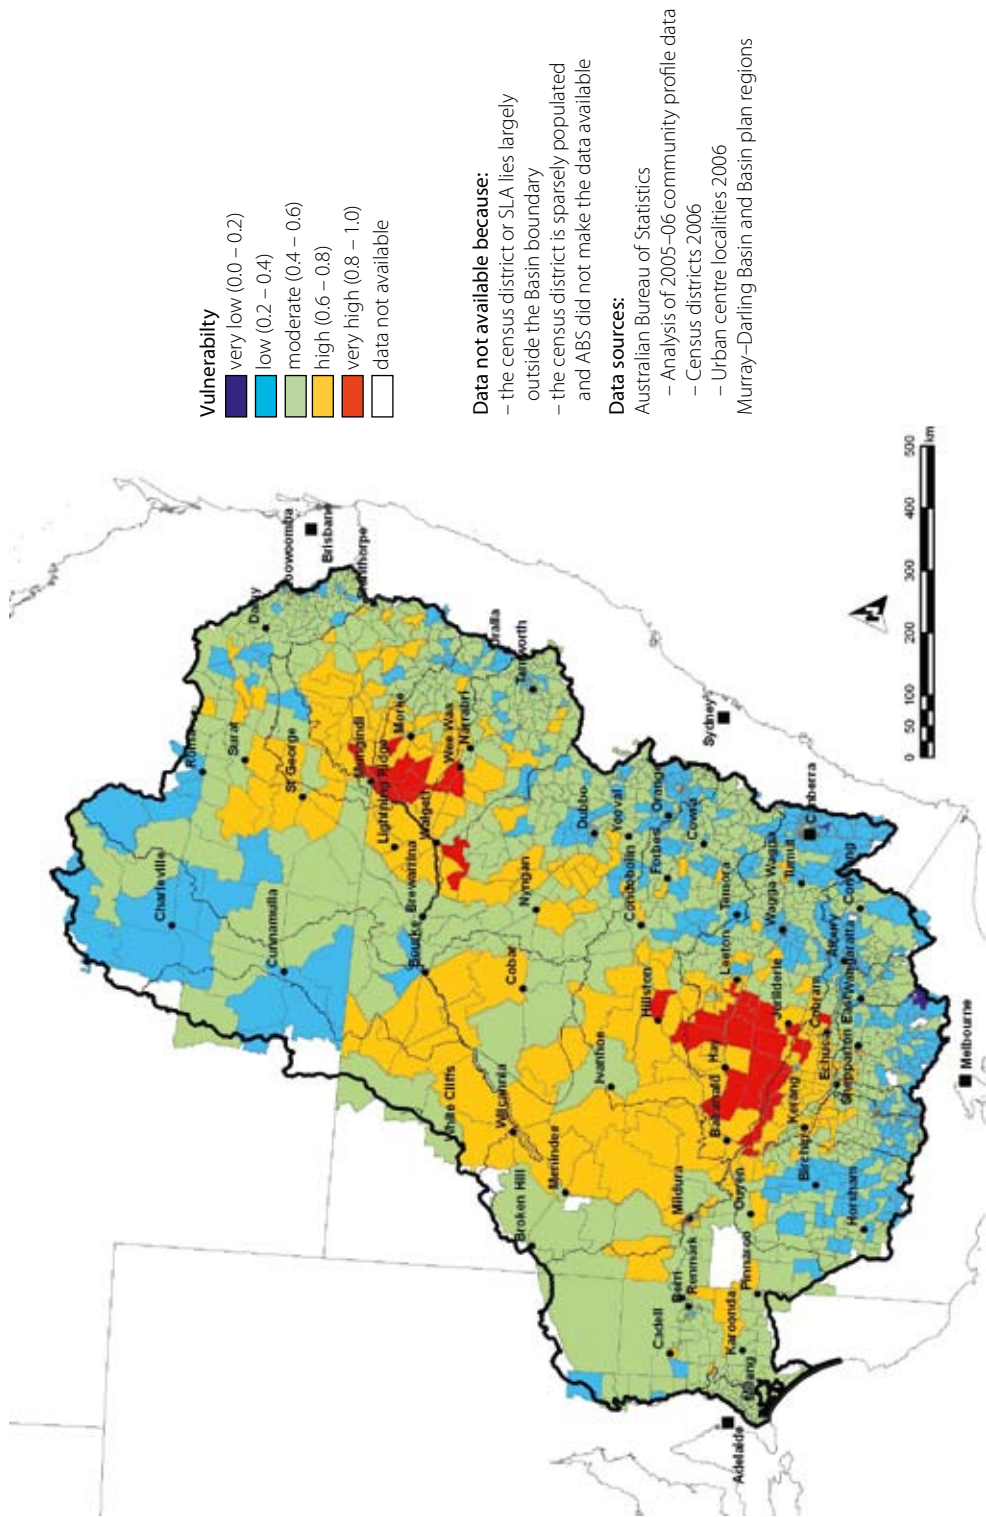 Vulnerabilty
very low (0.0 – 0.2)
low (0.2 – 0.4)
moderate (0.4 – 0.6)
high (0.6 – 0.8)
very high (0.8 – 1.0)
data not available
Data not available because:
– the census district or SLA lies largely
outside the Basin boundary
– the census district is sparsely populated
and ABS did not make the data available
Data sources:
Australian Bureau of Statistics
– Analysis of 2005–06 community profile data
– Census districts 2006
– Urban centre localities 2006
Murray–Darling Basin and Basin plan regions
Charleville
Roma
Surat
Dalby
Toowoomba
Brisbane
Cunnamulla
St George
Mungindi
Lightning Ridge
Moree
Wee Waa
Narrabri
Tamworth
Walgett
Brewarrina
Bourke
Cobar
Nyngan
White Cliffs
Wilcannia
Menindee
Broken Hill
Ivanhoe
Hillston
Condobolin
Dubbo
Yeoval
Orange
Forbes
Cowra
Sydney
Canberra
Temora
Wagga Wagga
Tumut
Leeton
Hay
Balranald
Mildura
Ouyen
Jerilderie
Cobram
Echuca
Shepparton East
Wangaratta
Albury
Corryong
Kerang
Birchip
Horsham
Melbourne
Renmark
Berri
Cadell
Karoonda
Pinnaroo
Milang
Adelaide
N
0 50 100 200 300 400 500
km